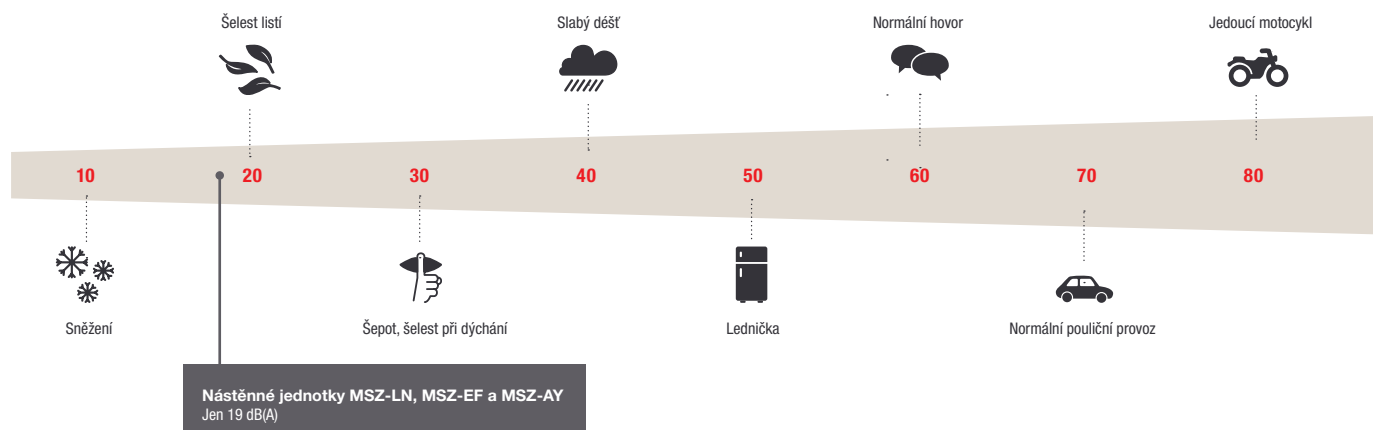 Šelest listí
Slabý déšť
Normální hovor
Jedoucí motocykl
10
20
30
40
50
60
70
80
Sněžení
Šepot, šelest při dýchání
Lednička
Normální pouliční provoz
Nástěnné jednotky MSZ-LN, MSZ-EF a MSZ-AY
Jen 19 dB(A)